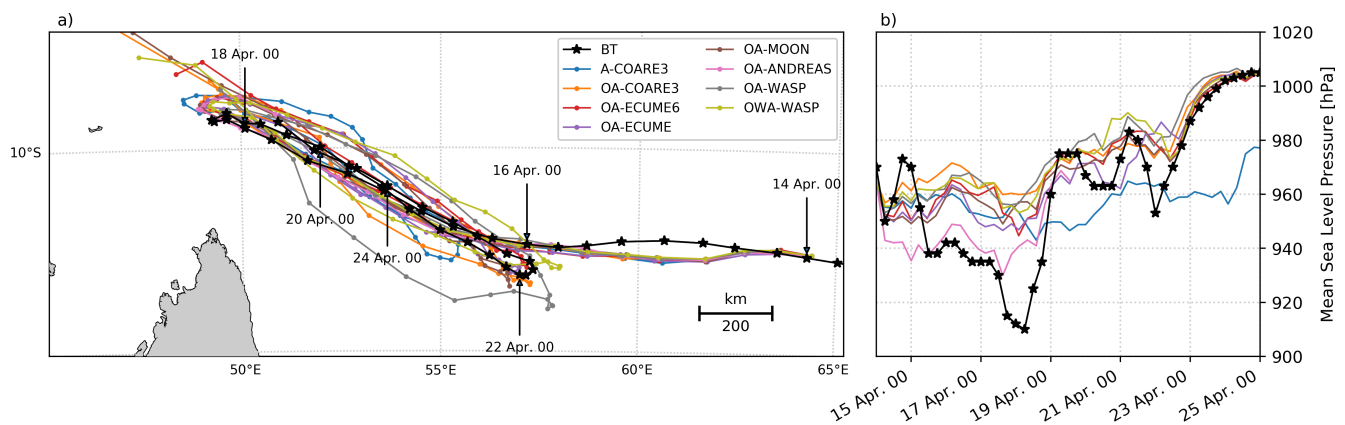 a)
18 Apr. 00
BT
A-COARE3
OA-COARE3
OA-ECUME6
OA-ECUME
OA-MOON
OA-ANDREAS
OA-WASP
OWA-WASP
10°S
16 Apr. 00
14 Apr. 00
20 Apr. 00
24 Apr. 00
km
200
22 Apr. 00
50°E
55°E
60°E
65°E
b)
1020
1000
980
960
940
920
900
Mean Sea Level Pressure [hPa]
15 Apr. 00
17 Apr. 00
19 Apr. 00
21 Apr. 00
23 Apr. 00
25 Apr. 00